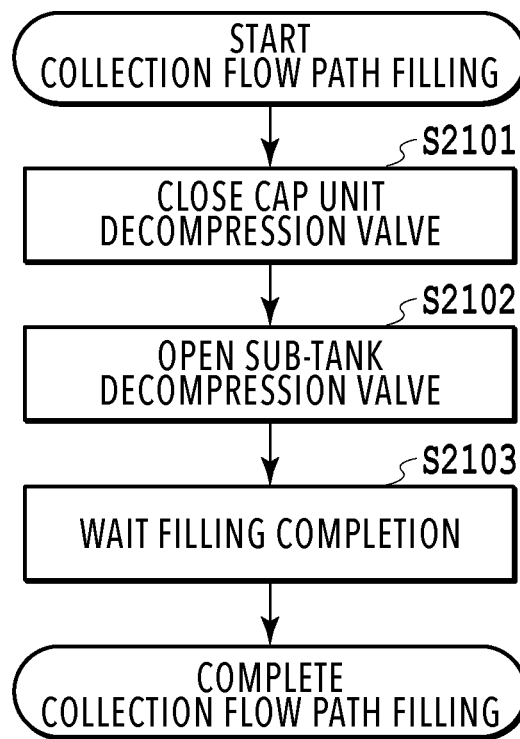 START
COLLECTION FLOW PATH FILLING
S2101
CLOSE CAP UNIT
DECOMPRESSION VALVE
S2102
OPEN SUB-TANK
DECOMPRESSION VALVE
S2103
WAIT FILLING COMPLETION
COMPLETE
COLLECTION FLOW PATH FILLING